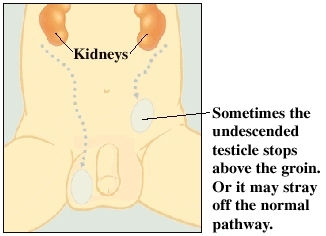 Kidneys
Sometimes the
undescended
testicle stops
above the groin.
Or it may stray
off the normal
pathway.